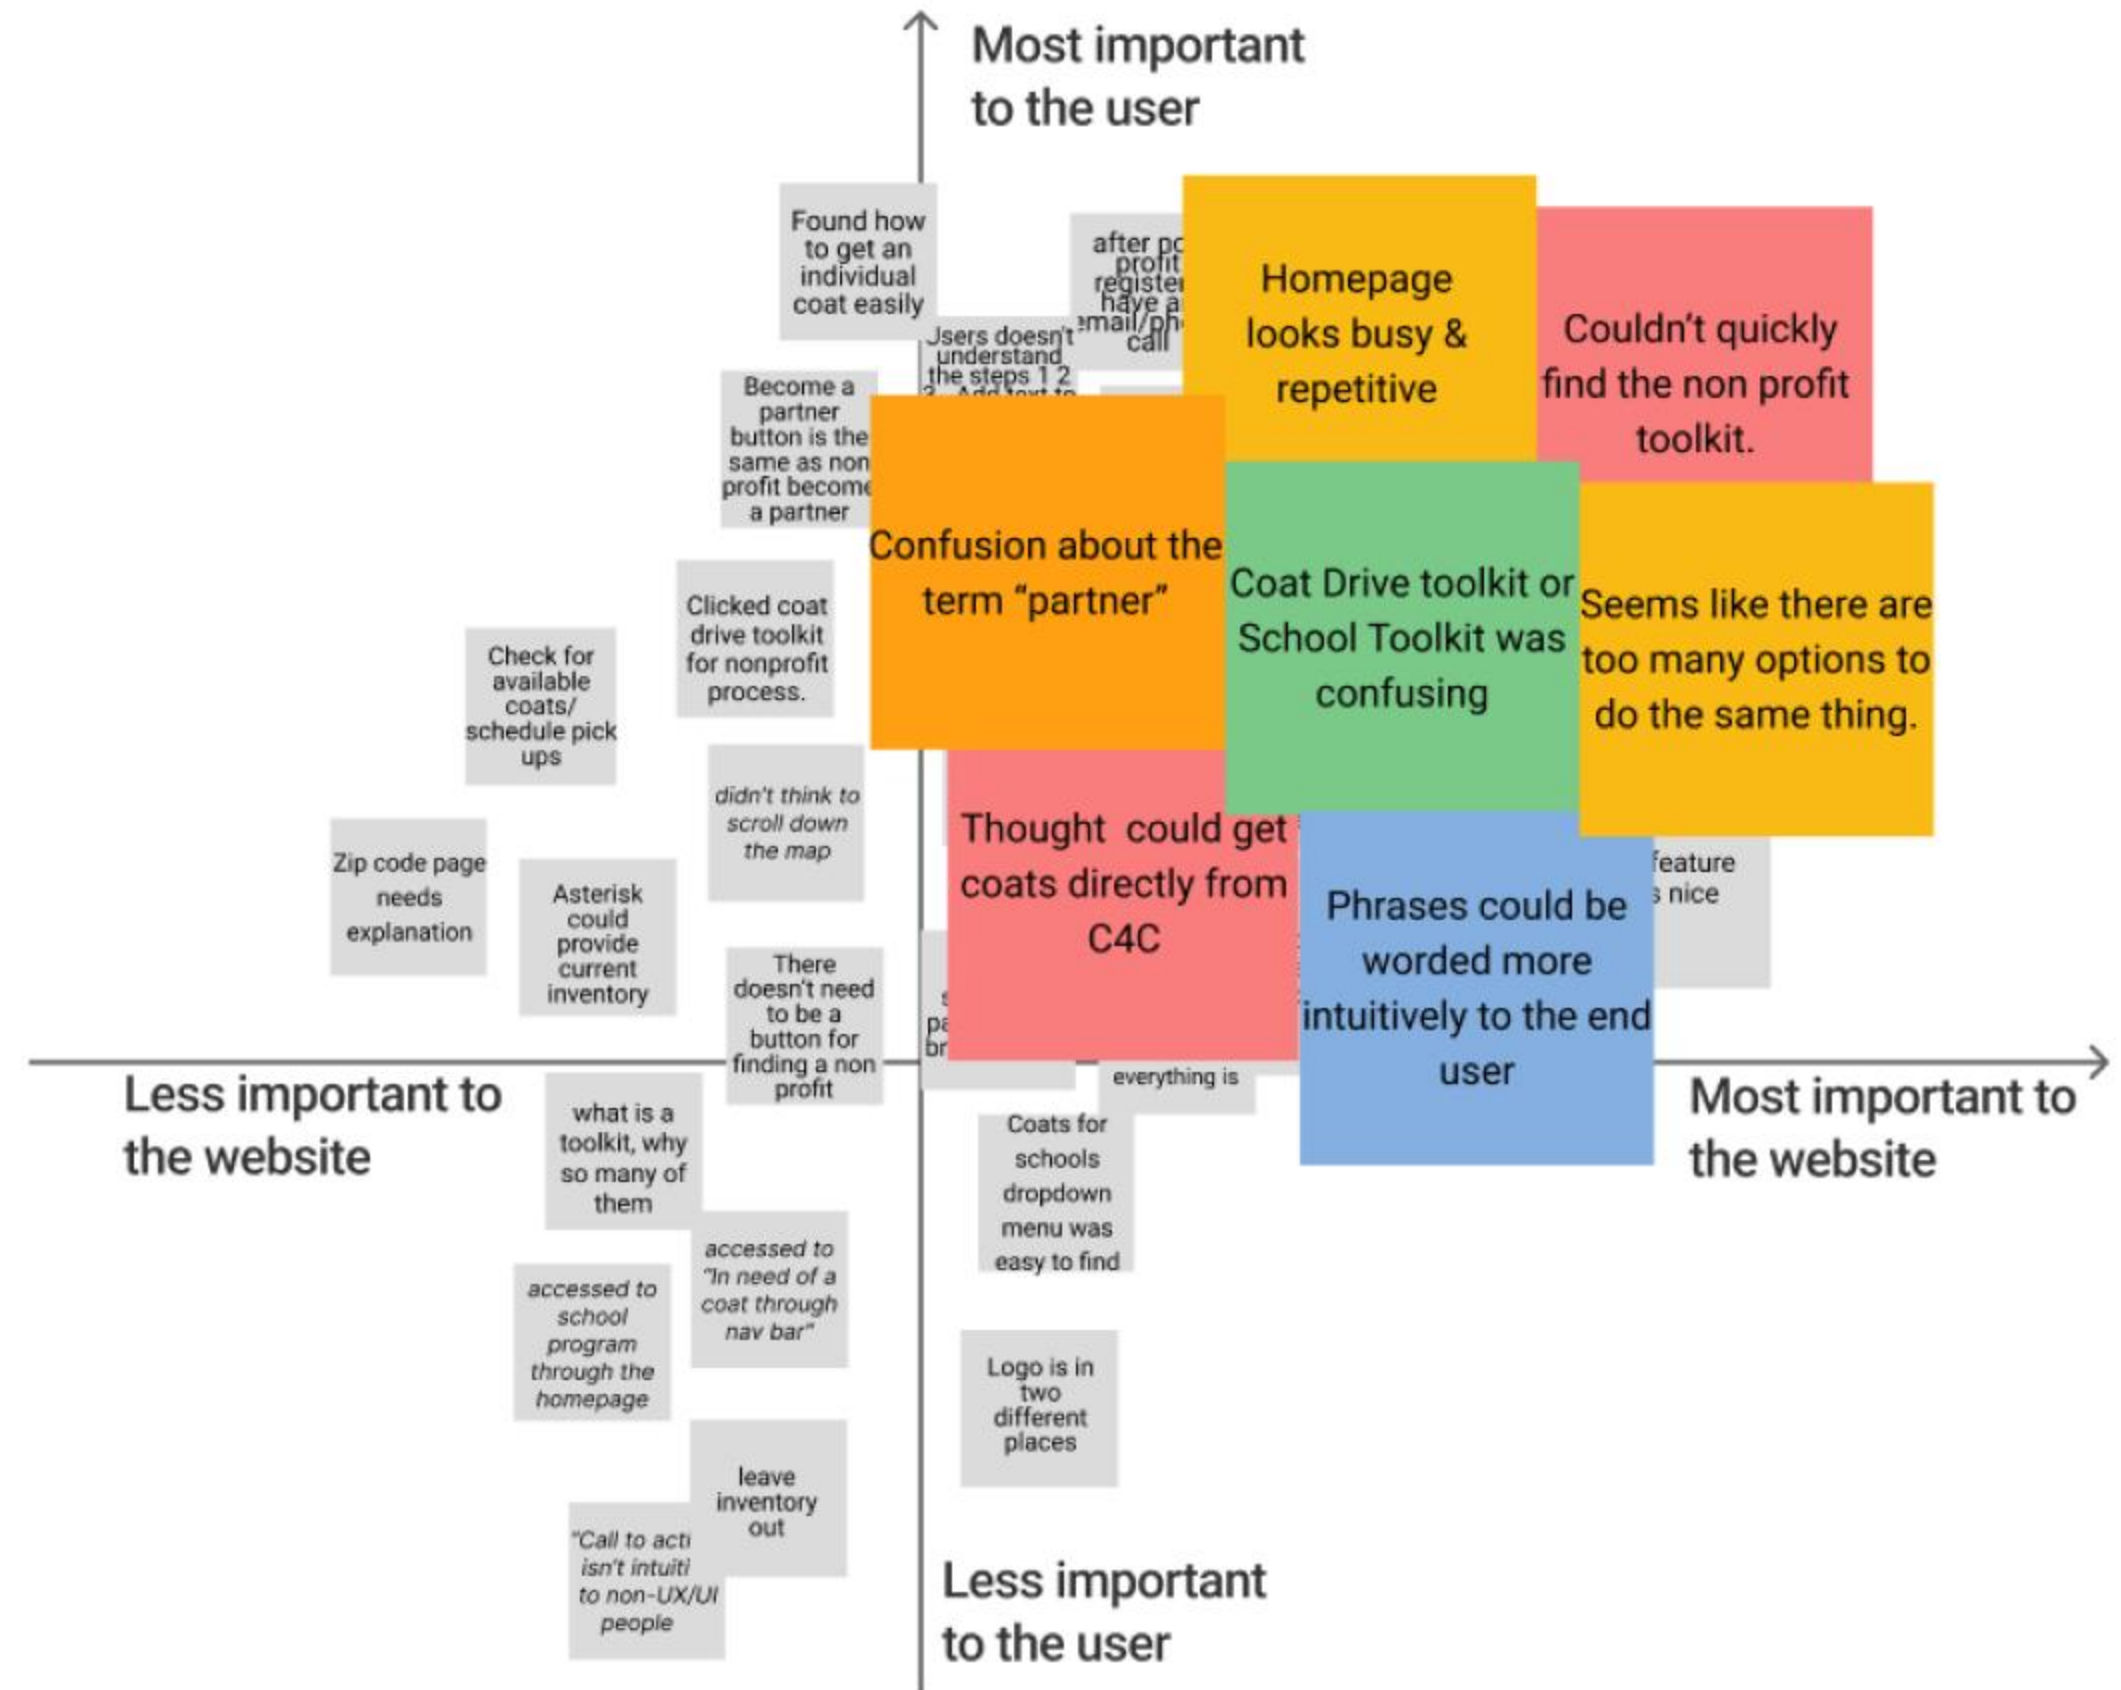 Most important
to the user
Found how
to get an
individual
coat easily
after
profit
have
call
Users doesn't
understand
the steps 1 2
Homepage
looks busy &
repetitive
Couldn't quickly
find the non profit
toolkit.
Become a
partner
button is the
same as non
profit become
a partner
Confusion about the
term “partner”
Coat Drive toolkit or
School Toolkit was
confusing
Seems like there are
too many options to
do the same thing.
Clicked coat
drive toolkit
for nonprofit
process.
Check for
available
coats/
schedule pick
ups
didn't think to
scroll down
the map
Zip code page
needs
explanation
Asterisk
could
provide
current
inventory
There
doesn't need
to be a
button for
finding a non
profit
Thought could get
coats directly from
C4C
Phrases could be
worded more
intuitively to the end
user
feature
nice
everything is
Less important to
the website
Most important to
the website
what is a
toolkit, why
so many of
them
Coats for
schools
dropdown
menu was
easy to find
accessed to
"In need of a
coat through
nav bar"
accessed to
school
program
through the
homepage
Logo is in
two
different
places
leave
inventory
out
"Call to
isn't
to non-UX/UI
people
Less important
to the user